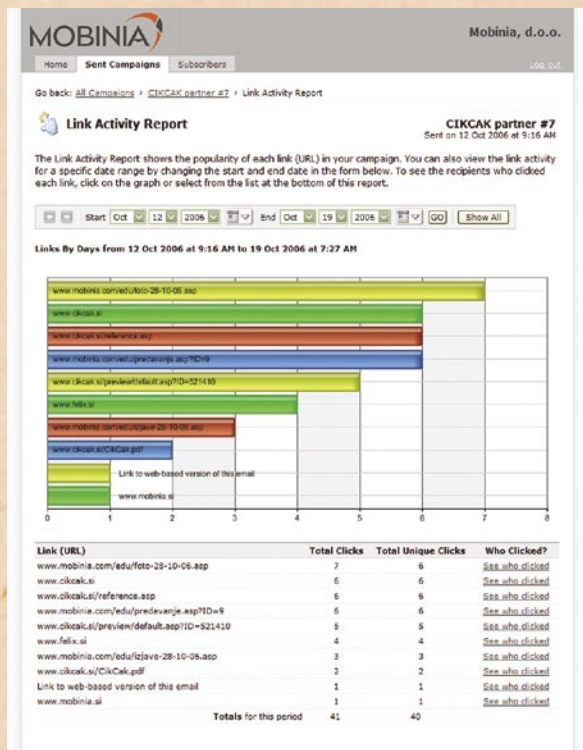 MOBINIA
Mobinia, d.o.o.
Home Sent Campaigns Subscribers Log out
Go back: All Campaigns > CIKCAK partner #7 > Link Activity Report
Link Activity Report
CIKCAK partner #7
Sent on 12 Oct 2006 at 9:16 AM
The Link Activity Report shows the popularity of each link (URL) in your campaign. You can also view the link activity
for a specific date range by changing the start and end date in the form below. To see the recipients who clicked
each link, click on the graph or select from the list at the bottom of this report.
Start Oct 12 2006 End Oct 19 2006 GO Show All
Links By Days from 12 Oct 2006 at 9:16 AM to 19 Oct 2006 at 7:27 AM
www.mobinia.com/edu/foto-28-10-06.asp
www.cikcak.si
www.cikcak.si/reference.asp
www.mobinia.com/edu/predavanja.asp?ID=9
www.cikcak.si/preview/default.asp?ID=521410
www.felix.si
www.mobinia.com/edu/izjave-28-10-06.asp
www.cikcak.si/CikCak.pdf
Link to web-based version of this email
www.mobinia.si
0 1 2 3 4 5 6 7 8
Link (URL) Total Clicks Total Unique Clicks Who Clicked?
www.mobinia.com/edu/foto-28-10-06.asp 7 6 See who clicked
www.cikcak.si 6 6 See who clicked
www.cikcak.si/reference.asp 6 6 See who clicked
www.mobinia.com/edu/predavanje.asp?ID=9 6 6 See who clicked
www.cikcak.si/preview/default.asp?ID=521410 5 5 See who clicked
www.felix.si 4 4 See who clicked
www.mobinia.com/edu/izjave-28-10-06.asp 3 3 See who clicked
www.cikcak.si/CikCak.pdf 2 2 See who clicked
Link to web-based version of this email 1 1 See who clicked
www.mobinia.si 1 1 See who clicked
Totals for this period 41 40